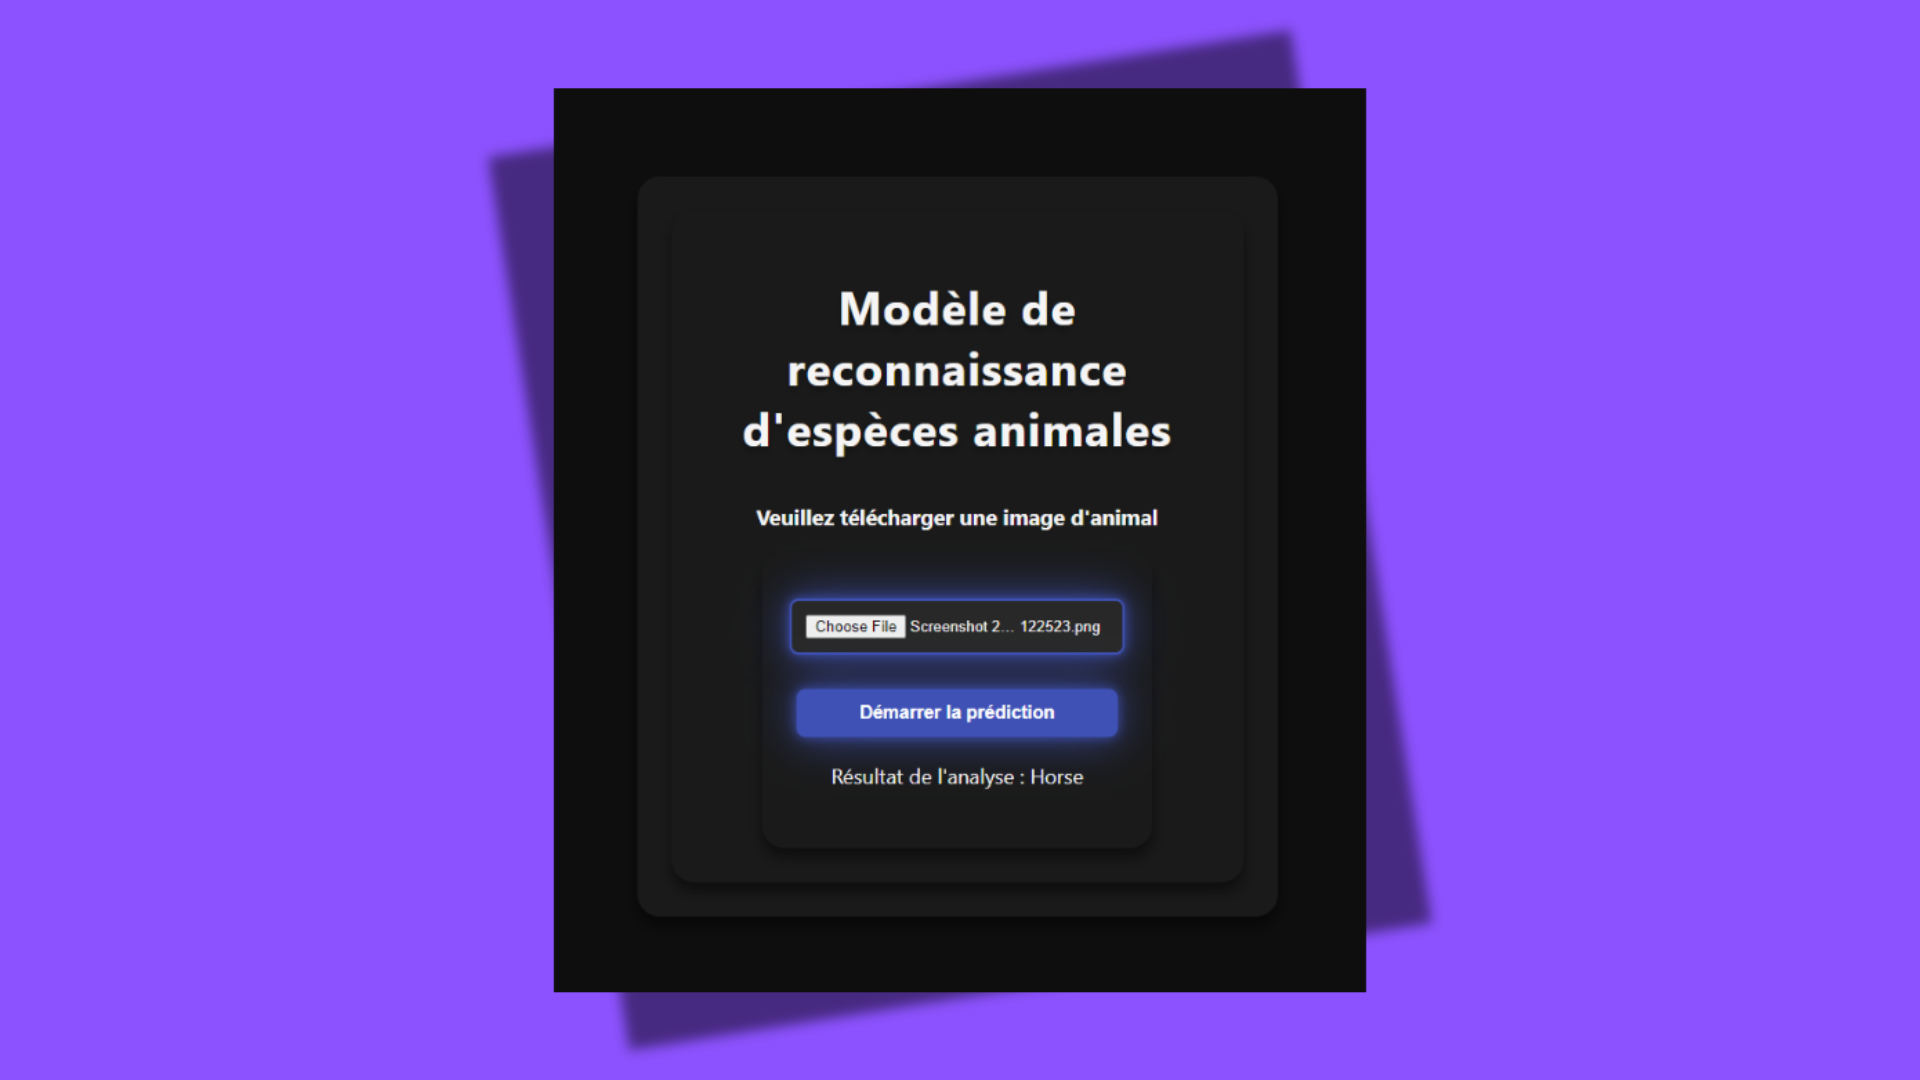 Modèle de
reconnaissance
d'espèces animales
Veuillez télécharger une image d'animal
Choose File Screenshot 2... 122523.png
Démarrer la prédiction
Résultat de l'analyse : Horse